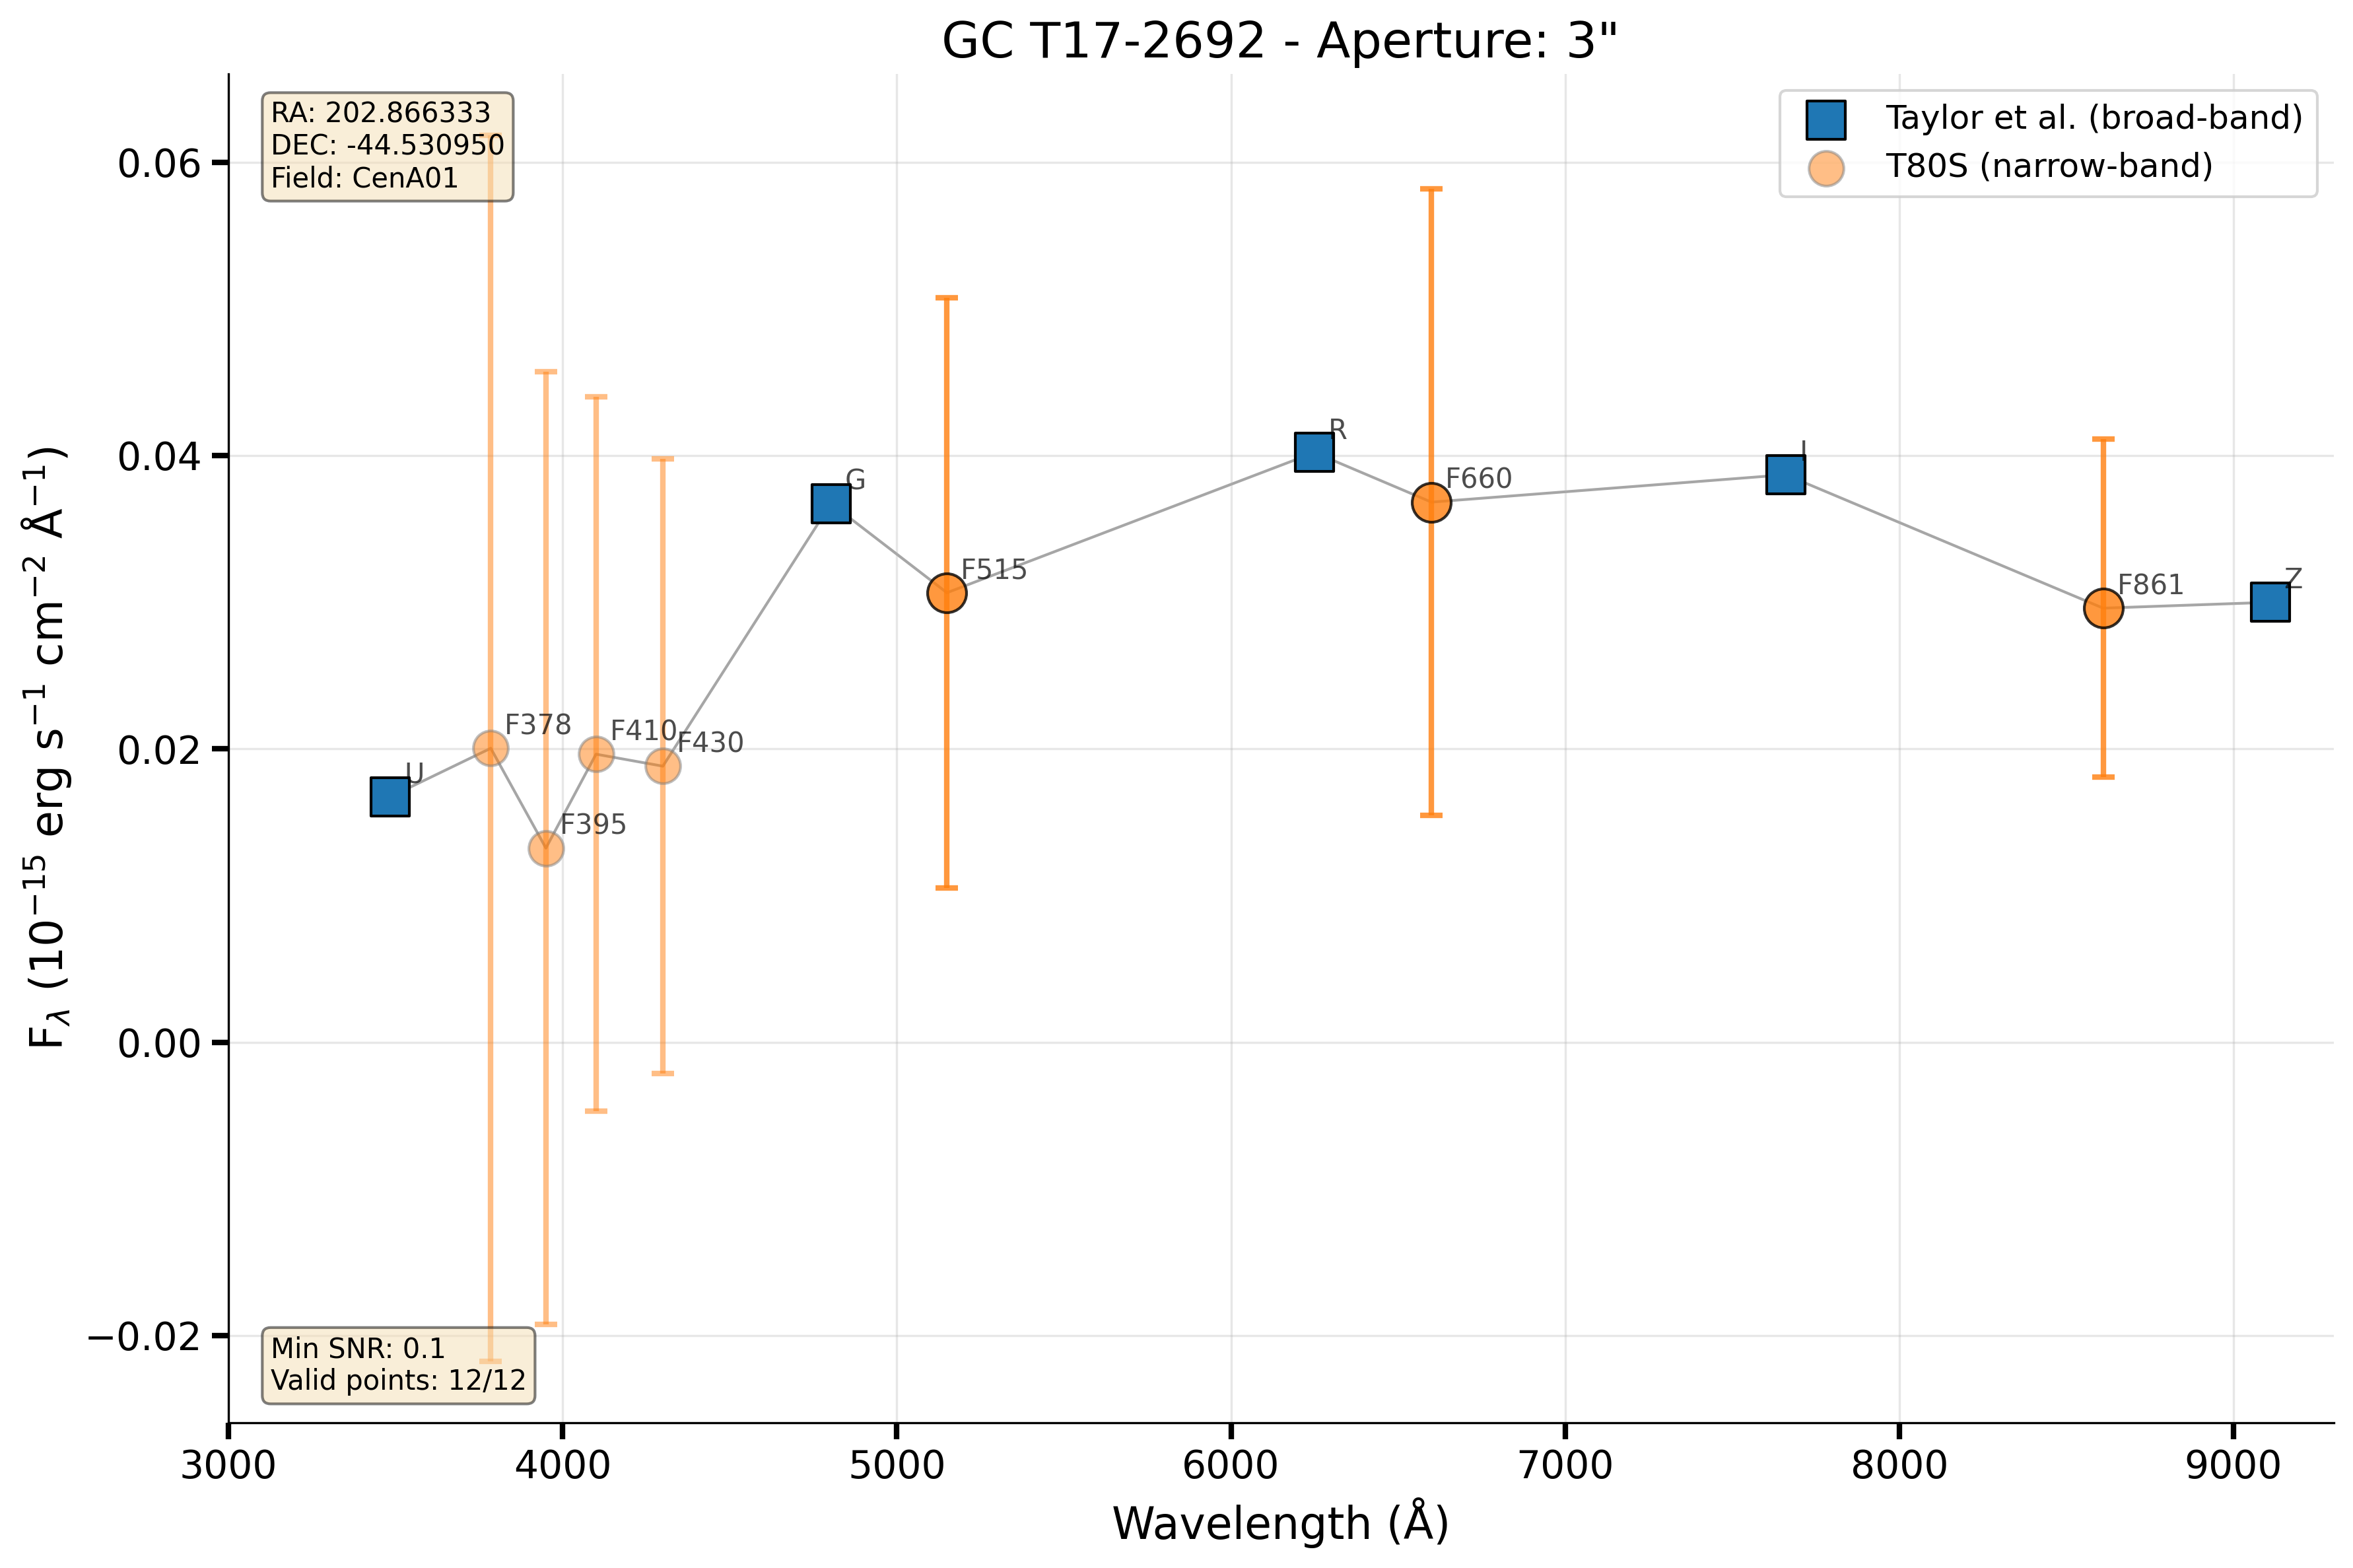 GC T17-2692 - Aperture: 3"
RA: 202.866333
DEC: -44.530950
Field: CenA01
Taylor et al. (broad-band)
T80S (narrow-band)
0.06
0.04
0.02
0.00
−0.02
F_λ (10⁻¹⁵ erg s⁻¹ cm⁻² Å⁻¹)
U
F378
F395
F410
F430
G
F515
R
F660
I
F861
Z
Min SNR: 0.1
Valid points: 12/12
3000
4000
5000
6000
7000
8000
9000
Wavelength (Å)